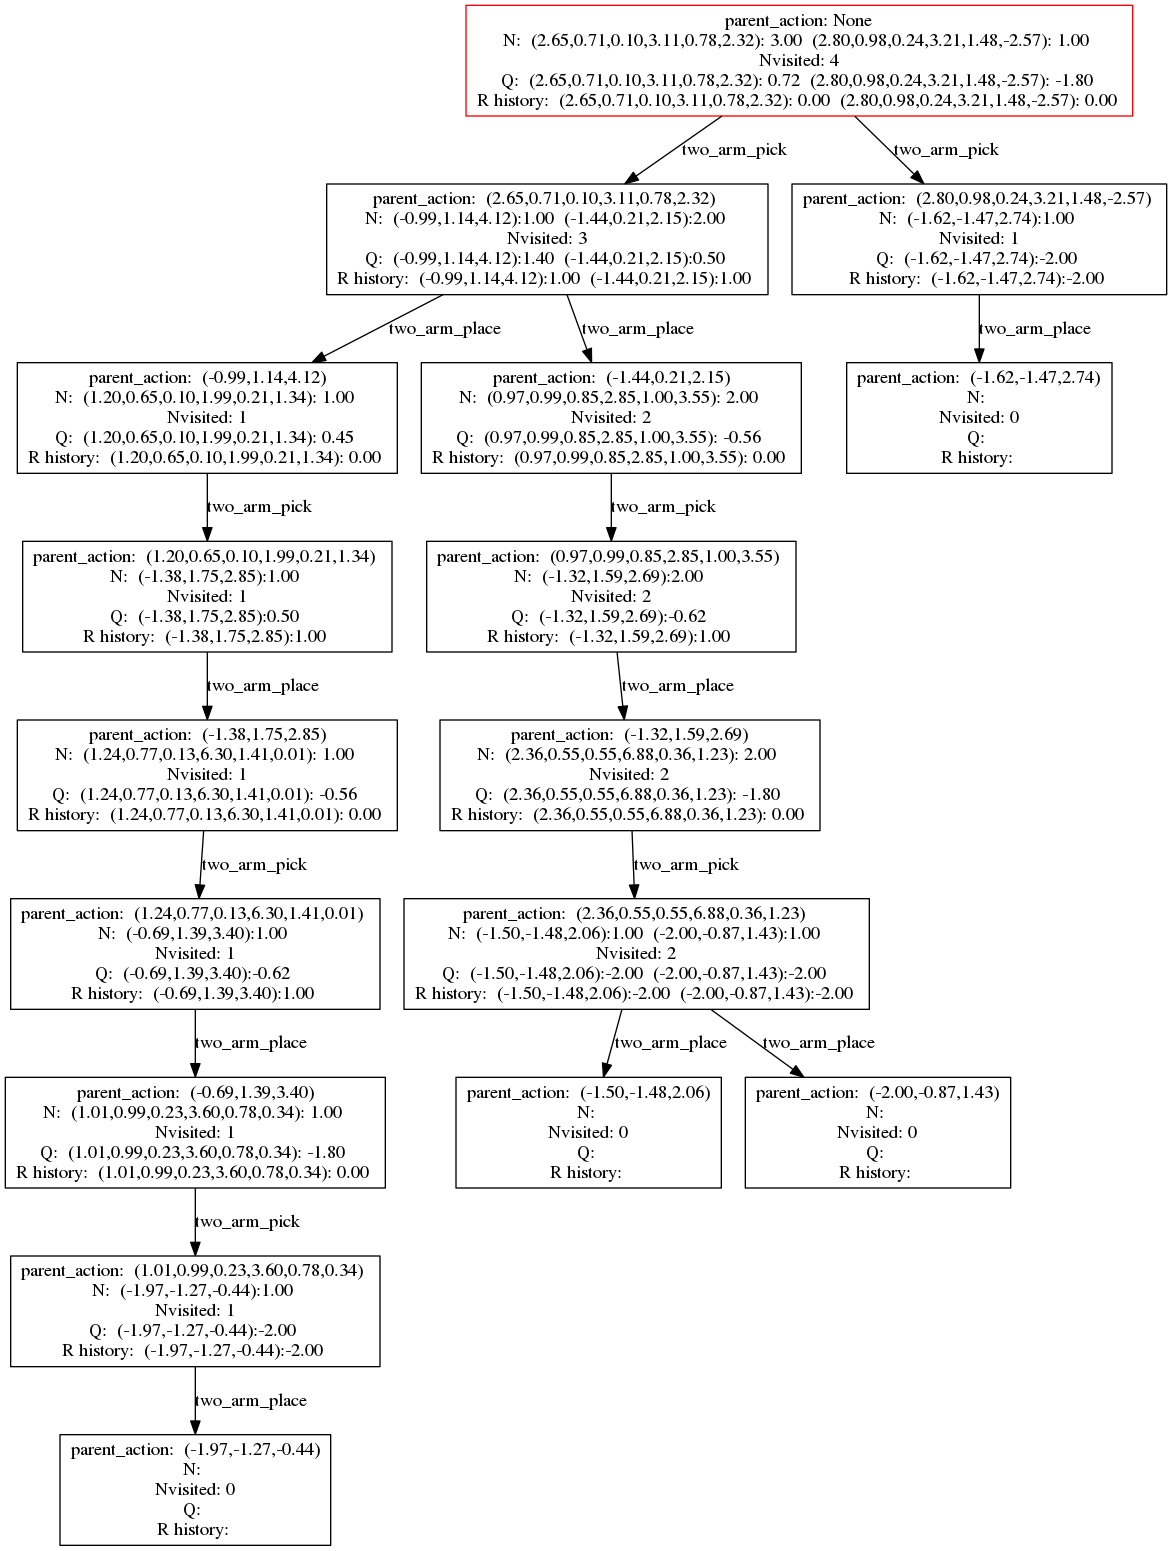 parent_action: None
N: (2.65,0.71,0.10,3.11,0.78,2.32): 3.00 (2.80,0.98,0.24,3.21,1.48,-2.57): 1.00
Nvisited: 4
Q: (2.65,0.71,0.10,3.11,0.78,2.32): 0.72 (2.80,0.98,0.24,3.21,1.48,-2.57): -1.80
R history: (2.65,0.71,0.10,3.11,0.78,2.32): 0.00 (2.80,0.98,0.24,3.21,1.48,-2.57): 0.00
two_arm_pick
two_arm_pick
parent_action: (2.65,0.71,0.10,3.11,0.78,2.32)
N: (-0.99,1.14,4.12):1.00 (-1.44,0.21,2.15):2.00
Nvisited: 3
Q: (-0.99,1.14,4.12):1.40 (-1.44,0.21,2.15):0.50
R history: (-0.99,1.14,4.12):1.00 (-1.44,0.21,2.15):1.00
parent_action: (2.80,0.98,0.24,3.21,1.48,-2.57)
N: (-1.62,-1.47,2.74):1.00
Nvisited: 1
Q: (-1.62,-1.47,2.74):-2.00
R history: (-1.62,-1.47,2.74):-2.00
two_arm_place
two_arm_place
two_arm_place
parent_action: (-0.99,1.14,4.12)
N: (1.20,0.65,0.10,1.99,0.21,1.34): 1.00
Nvisited: 1
Q: (1.20,0.65,0.10,1.99,0.21,1.34): 0.45
R history: (1.20,0.65,0.10,1.99,0.21,1.34): 0.00
parent_action: (-1.44,0.21,2.15)
N: (0.97,0.99,0.85,2.85,1.00,3.55): 2.00
Nvisited: 2
Q: (0.97,0.99,0.85,2.85,1.00,3.55): -0.56
R history: (0.97,0.99,0.85,2.85,1.00,3.55): 0.00
parent_action: (-1.62,-1.47,2.74)
N:
Nvisited: 0
Q:
R history:
two_arm_pick
two_arm_pick
parent_action: (1.20,0.65,0.10,1.99,0.21,1.34)
N: (-1.38,1.75,2.85):1.00
Nvisited: 1
Q: (-1.38,1.75,2.85):0.50
R history: (-1.38,1.75,2.85):1.00
parent_action: (0.97,0.99,0.85,2.85,1.00,3.55)
N: (-1.32,1.59,2.69):2.00
Nvisited: 2
Q: (-1.32,1.59,2.69):-0.62
R history: (-1.32,1.59,2.69):1.00
two_arm_place
two_arm_place
parent_action: (-1.38,1.75,2.85)
N: (1.24,0.77,0.13,6.30,1.41,0.01): 1.00
Nvisited: 1
Q: (1.24,0.77,0.13,6.30,1.41,0.01): -0.56
R history: (1.24,0.77,0.13,6.30,1.41,0.01): 0.00
parent_action: (-1.32,1.59,2.69)
N: (2.36,0.55,0.55,6.88,0.36,1.23): 2.00
Nvisited: 2
Q: (2.36,0.55,0.55,6.88,0.36,1.23): -1.80
R history: (2.36,0.55,0.55,6.88,0.36,1.23): 0.00
two_arm_pick
two_arm_pick
parent_action: (1.24,0.77,0.13,6.30,1.41,0.01)
N: (-0.69,1.39,3.40):1.00
Nvisited: 1
Q: (-0.69,1.39,3.40):-0.62
R history: (-0.69,1.39,3.40):1.00
parent_action: (2.36,0.55,0.55,6.88,0.36,1.23)
N: (-1.50,-1.48,2.06):1.00 (-2.00,-0.87,1.43):1.00
Nvisited: 2
Q: (-1.50,-1.48,2.06):-2.00 (-2.00,-0.87,1.43):-2.00
R history: (-1.50,-1.48,2.06):-2.00 (-2.00,-0.87,1.43):-2.00
two_arm_place
two_arm_place
two_arm_place
parent_action: (-0.69,1.39,3.40)
N: (1.01,0.99,0.23,3.60,0.78,0.34): 1.00
Nvisited: 1
Q: (1.01,0.99,0.23,3.60,0.78,0.34): -1.80
R history: (1.01,0.99,0.23,3.60,0.78,0.34): 0.00
parent_action: (-1.50,-1.48,2.06)
N:
Nvisited: 0
Q:
R history:
parent_action: (-2.00,-0.87,1.43)
N:
Nvisited: 0
Q:
R history:
two_arm_pick
parent_action: (1.01,0.99,0.23,3.60,0.78,0.34)
N: (-1.97,-1.27,-0.44):1.00
Nvisited: 1
Q: (-1.97,-1.27,-0.44):-2.00
R history: (-1.97,-1.27,-0.44):-2.00
two_arm_place
parent_action: (-1.97,-1.27,-0.44)
N:
Nvisited: 0
Q:
R history: